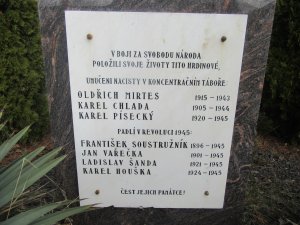 V BOJI ZA SVOBODU NÁRODA
POLOŽILI SVOJE ŽIVOTY TITO HRDINOVÉ,
UMUČENI NACISTY V KONCENTRAČNÍM TÁBOŘE:
OLDŘICH MIRTES 1915-1943
KAREL CHLADA 1905-1944
KAREL PÍSECKÝ 1920-1945
PADLÍ V REVOLUCI 1945:
FRANTIŠEK SOUSTRUŽNÍK 1896-1945
JAN VAŘEČKA 1901-1945
LADISLAV ŠANDA 1921-1945
KAREL HOUŠKA 1924-1945
ČEST JEJICH PAMÁTCE!